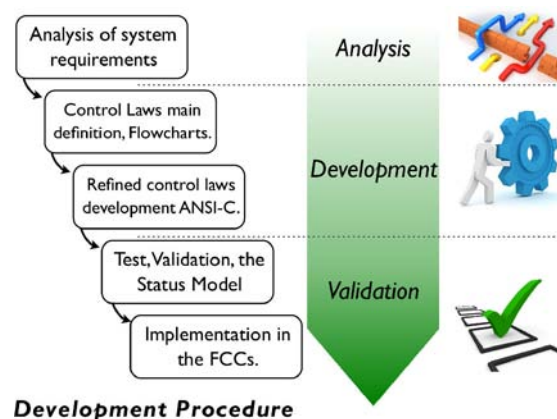 Analysis of system
requirements
Control Laws main
definition, Flowcharts.
Refined control laws
development ANSI-C.
Test, Validation, the
Status Model
Implementation in
the FCCs.
Analysis
Development
Validation
Development Procedure